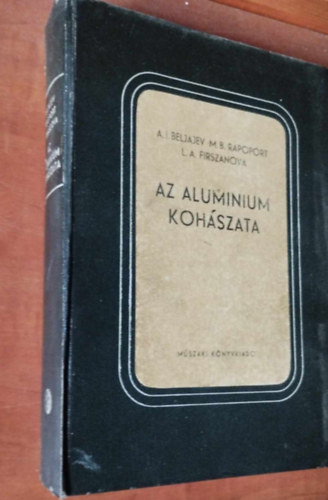 A. I. BELJAJEV M. B. RAPOPORT
L. A. FIRSZANOVA
AZ ALUMINIUM
KOHÁSZATA
MŰSZAKI KÖNYVKIADÓ